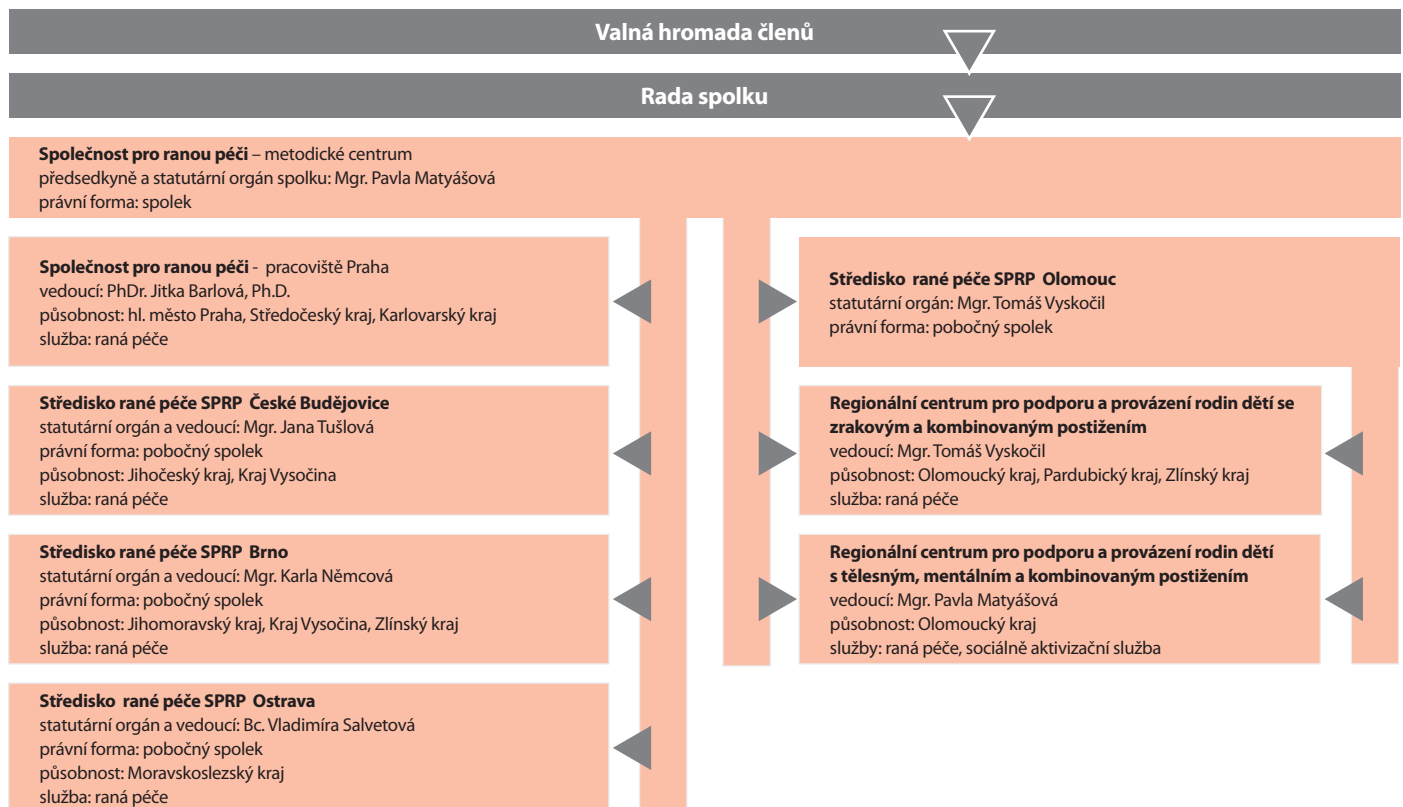 Valná hromada členů
Rada spolku
Společnost pro ranou péči – metodické centrum
předsedkyně a statutární orgán spolku: Mgr. Pavla Matyášová
právní forma: spolek
Společnost pro ranou péči - pracoviště Praha
vedoucí: PhDr. Jitka Barlová, Ph.D.
působnost: hl. město Praha, Středočeský kraj, Karlovarský kraj
služba: raná péče
Středisko rané péče SPRP České Budějovice
statutární orgán a vedoucí: Mgr. Jana Tušlová
právní forma: pobočný spolek
působnost: Jihočeský kraj, Kraj Vysočina
služba: raná péče
Středisko rané péče SPRP Brno
statutární orgán a vedoucí: Mgr. Karla Němcová
právní forma: pobočný spolek
působnost: Jihomoravský kraj, Kraj Vysočina, Zlínský kraj
služba: raná péče
Středisko rané péče SPRP Ostrava
statutární orgán a vedoucí: Bc. Vladimíra Salvetová
právní forma: pobočný spolek
působnost: Moravskoslezský kraj
služba: raná péče
Středisko rané péče SPRP Olomouc
statutární orgán: Mgr. Tomáš Vyskočil
právní forma: pobočný spolek
Regionální centrum pro podporu a provázení rodin dětí se
zrakovým a kombinovaným postižením
vedoucí: Mgr. Tomáš Vyskočil
působnost: Olomoucký kraj, Pardubický kraj, Zlínský kraj
služba: raná péče
Regionální centrum pro podporu a provázení rodin dětí
s tělesným, mentálním a kombinovaným postižením
vedoucí: Mgr. Pavla Matyášová
působnost: Olomoucký kraj
služby: raná péče, sociálně aktivizační služba